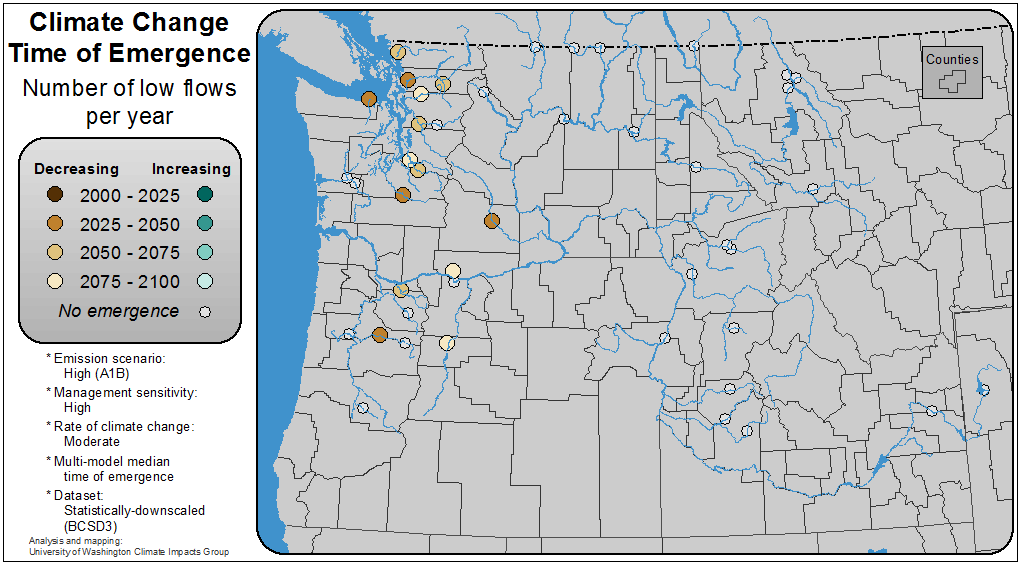 Climate Change
Time of Emergence
Number of low flows
per year
Decreasing Increasing
2000 - 2025
2025 - 2050
2050 - 2075
2075 - 2100
No emergence
* Emission scenario:
High (A1B)
* Management sensitivity:
High
* Rate of climate change:
Moderate
* Multi-model median
time of emergence
* Dataset:
Statistically-downscaled
(BCSD3)
Analysis and mapping:
University of Washington Climate Impacts Group
Counties